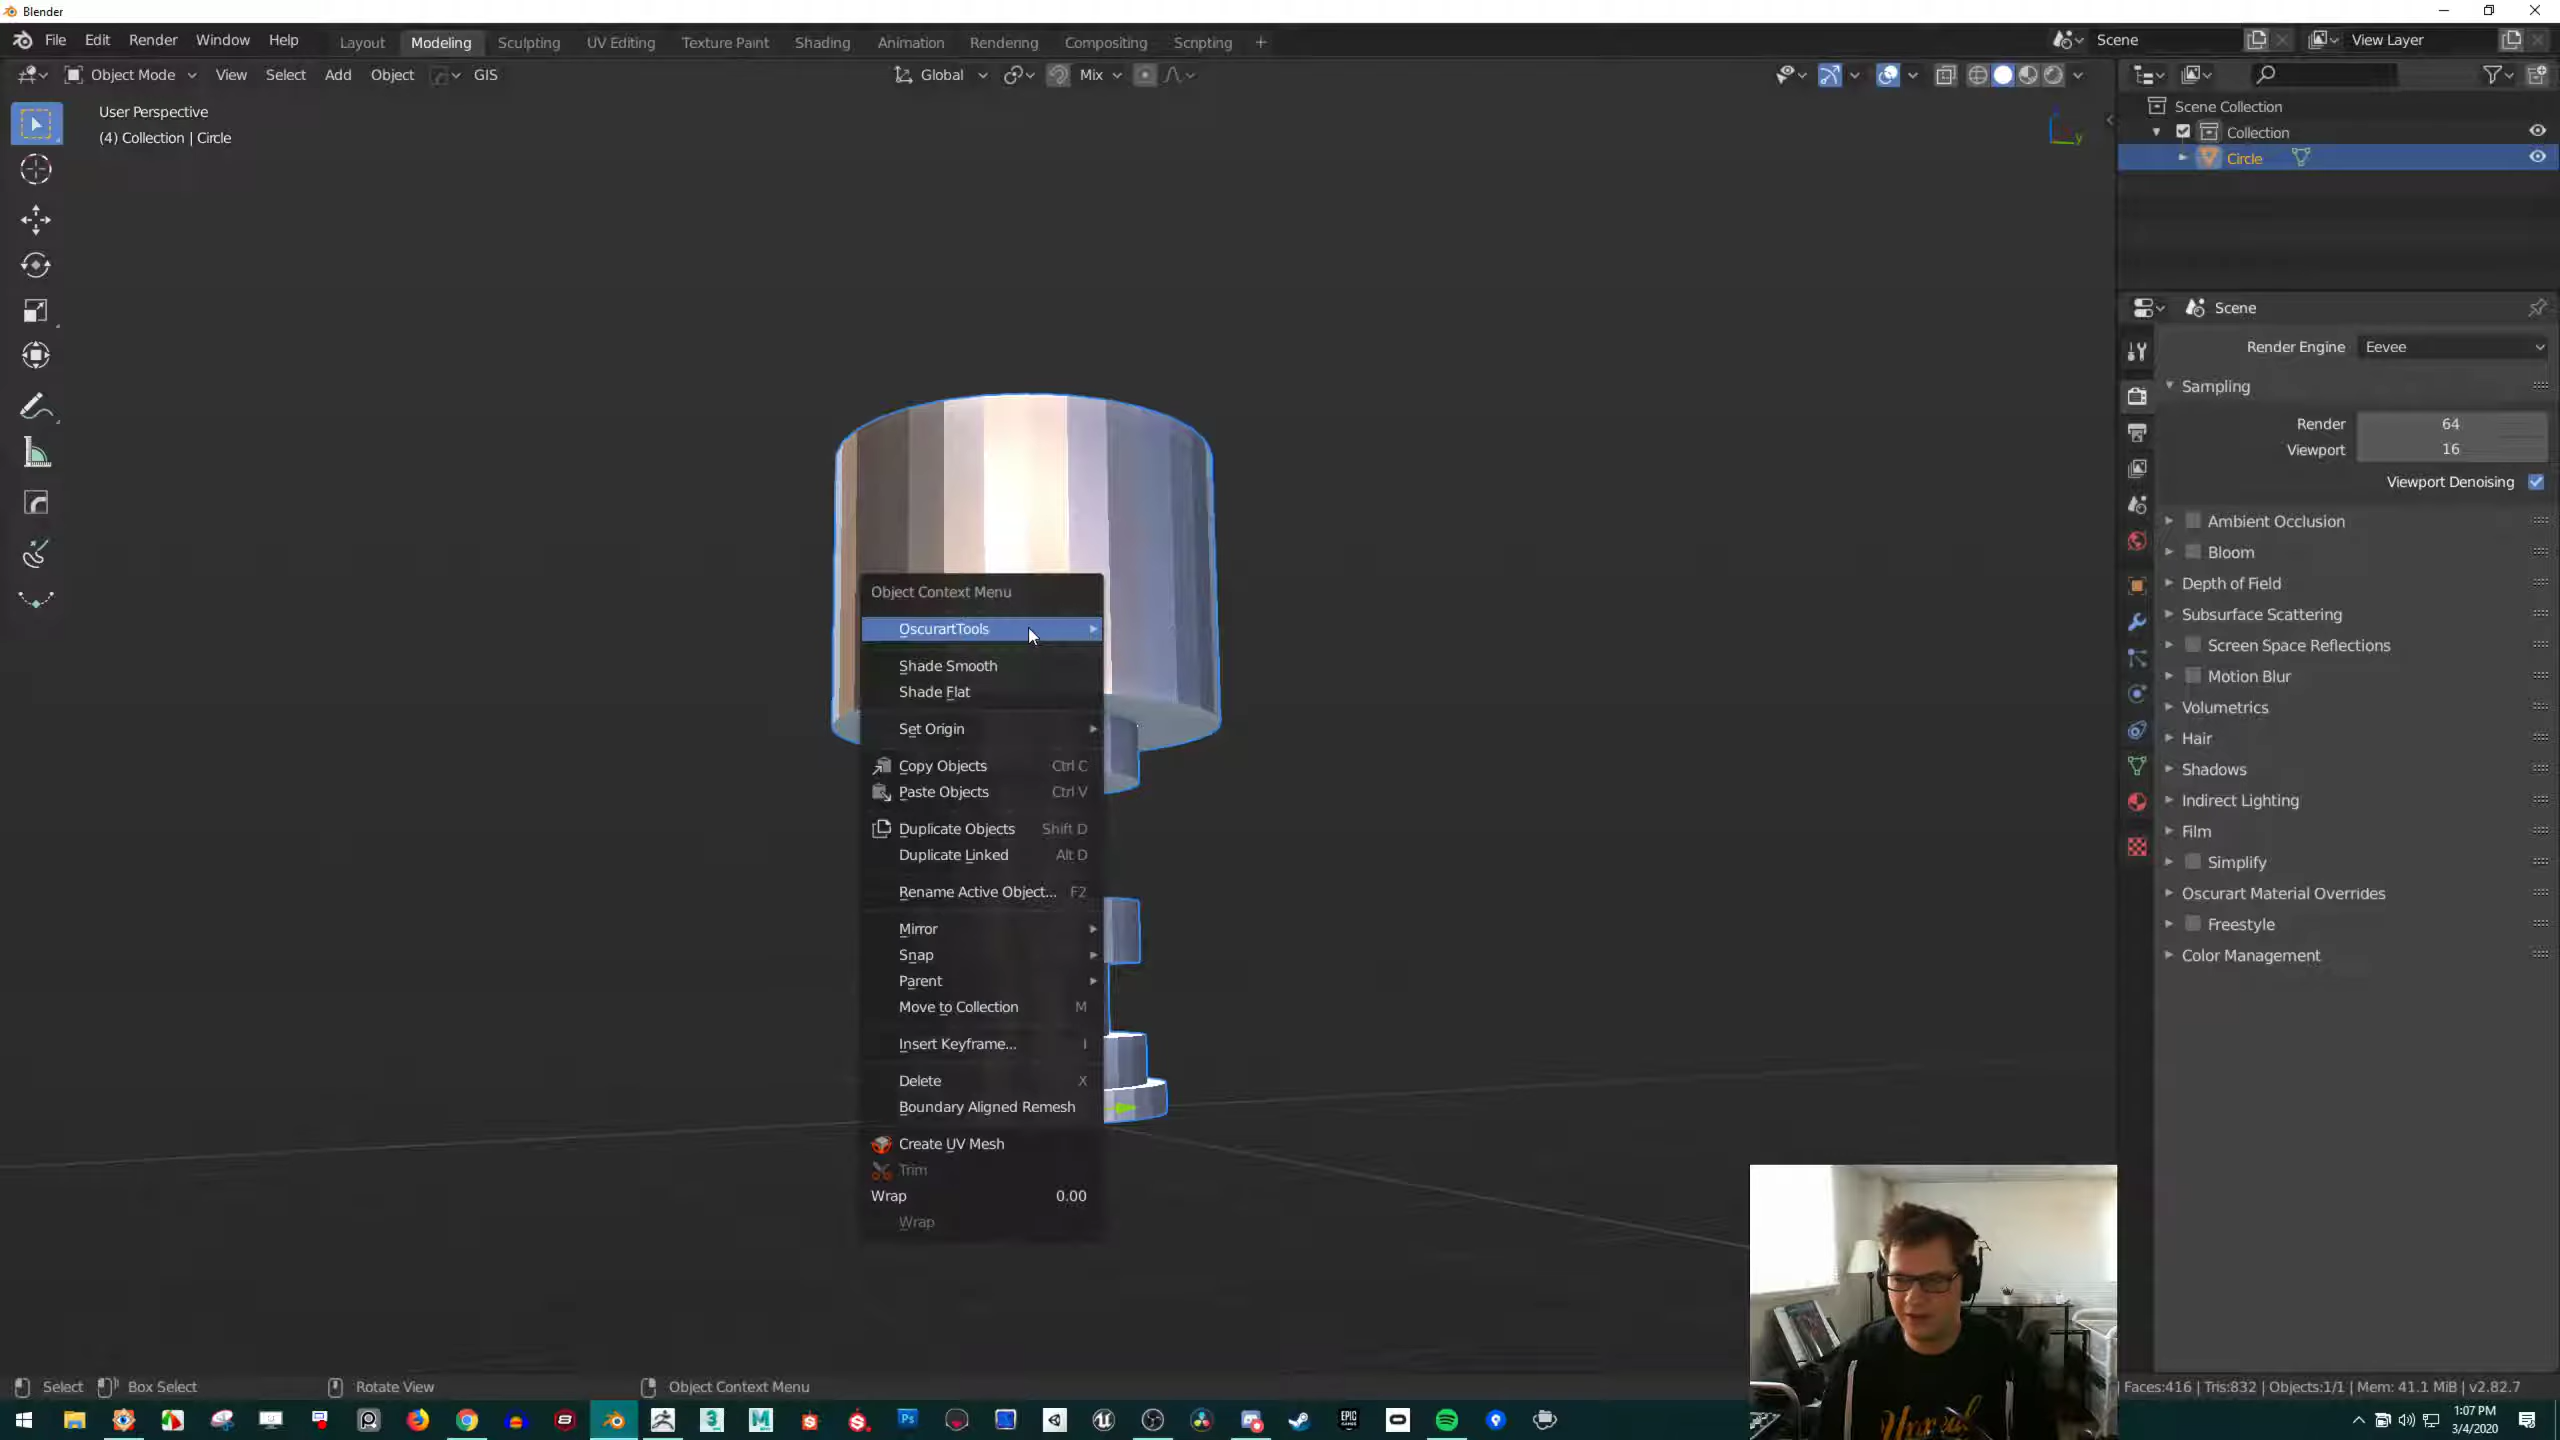 Blender
File Edit Render Window Help Layout Modeling Sculpting UV Editing Texture Paint Shading Animation Rendering Compositing Scripting + Scene View Layer
Object Mode View Select Add Object GIS Global Mix
User Perspective
(4) Collection | Circle
Scene Collection
Collection
Circle
Scene
Render Engine Eevee
Sampling
Render 64
Viewport 16
Viewport Denoising
Ambient Occlusion
Bloom
Depth of Field
Subsurface Scattering
Screen Space Reflections
Motion Blur
Volumetrics
Hair
Shadows
Indirect Lighting
Film
Simplify
Oscurart Material Overrides
Freestyle
Color Management
Object Context Menu
OscurartTools
Shade Smooth
Shade Flat
Set Origin
Copy Objects Ctrl C
Paste Objects Ctrl V
Duplicate Objects Shift D
Duplicate Linked Alt D
Rename Active Object... F2
Mirror
Snap
Parent
Move to Collection M
Insert Keyframe... I
Delete X
Boundary Aligned Remesh
Create UV Mesh
Trim
Wrap 0.00
Wrap
y
Select Box Select Rotate View Object Context Menu
Faces:416 | Tris:832 | Objects:1/1 | Mem: 41.1 MiB | v2.82.7
3 M Ps EPIC GAMES
1:07 PM
3/4/2020
Unreal